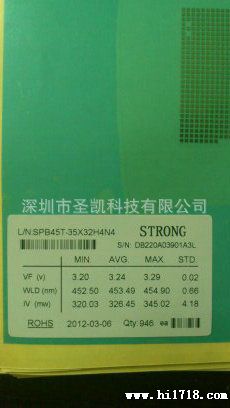 深圳市圣凯科技有限公司
L/N:SPB45T-35X32H4N4 STRONG
S/N: DB220A03901A3L
MIN. AVG. MAX. STD.
VF (v) 3.20 3.24 3.29 0.02
WLD (nm) 452.50 453.49 454.90 0.66
IV (mw) 320.03 326.45 345.02 4.18
ROHS 2012-03-06 Qty: 946 ea
www.hi1718.com